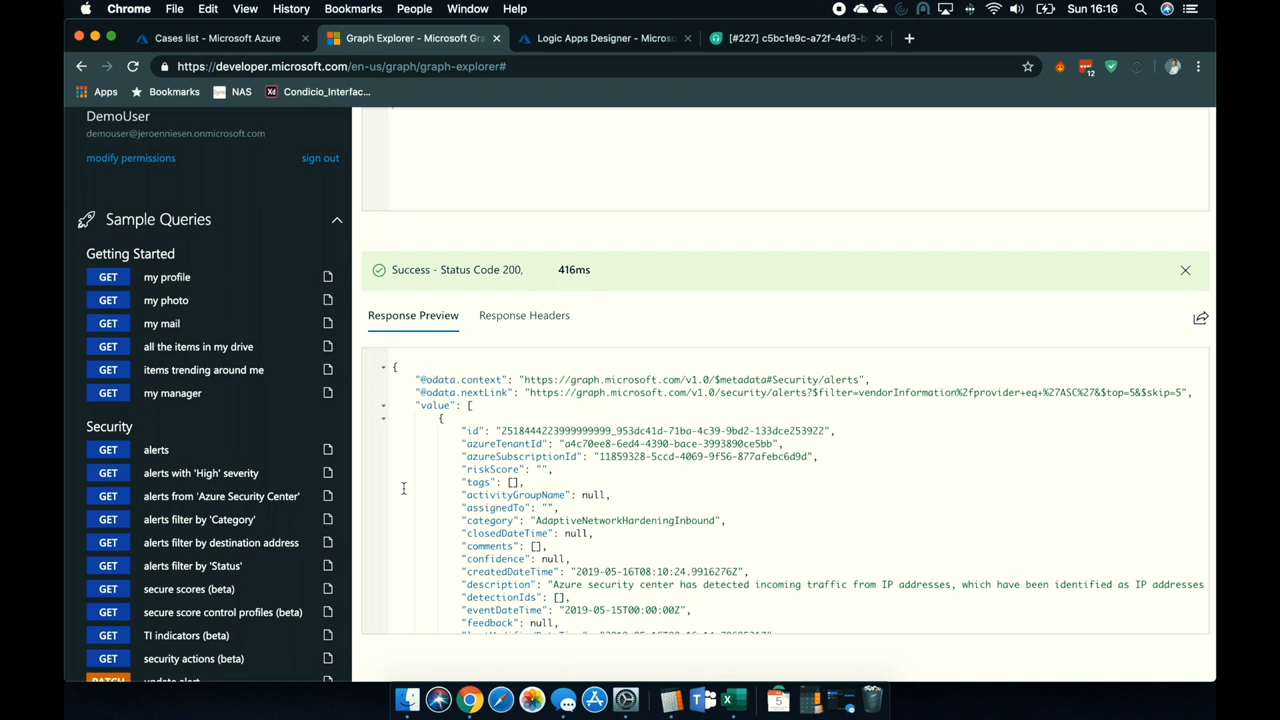 Chrome File Edit View History Bookmarks People Window Help Sun 16:16
Cases list - Microsoft Azure Graph Explorer - Microsoft Gra Logic Apps Designer - Microso [#227] c5bc1e9c-a72f-4ef3-b
https://developer.microsoft.com/en-us/graph/graph-explorer# 12
Apps Bookmarks NAS Condicio_Interfac...
DemoUser
demouser@jeroenniesen.onmicrosoft.com
modify permissions sign out
Sample Queries
Getting Started
GET my profile
GET my photo
GET my mail
GET all the items in my drive
GET items trending around me
GET my manager
Security
GET alerts
GET alerts with 'High' severity
GET alerts from 'Azure Security Center'
GET alerts filter by 'Category'
GET alerts filter by destination address
GET alerts filter by 'Status'
GET secure scores (beta)
GET secure score control profiles (beta)
GET TI indicators (beta)
GET security actions (beta)
PATCH update alert
Success - Status Code 200, 416ms
Response Preview Response Headers
{
"@odata.context": "https://graph.microsoft.com/v1.0/$metadata#Security/alerts",
"@odata.nextLink": "https://graph.microsoft.com/v1.0/security/alerts?$filter=vendorInformation%2fprovider+eq+%27ASC%27&$top=5&$skip=5",
"value": [
{
"id": "2518444223999999999_953dc41d-71ba-4c39-9bd2-133dce253922",
"azureTenantId": "a4c70ee8-6ed4-4390-bace-3993890ce5bb",
"azureSubscriptionId": "11859328-5ccd-4069-9f56-877afebc6d9d",
"riskScore": "",
"tags": [],
"activityGroupName": null,
"assignedTo": "",
"category": "AdaptiveNetworkHardeningInbound",
"closedDateTime": null,
"comments": [],
"confidence": null,
"createdDateTime": "2019-05-16T08:10:24.9916276Z",
"description": "Azure security center has detected incoming traffic from IP addresses, which have been identified as IP addresses
"detectionIds": [],
"eventDateTime": "2019-05-15T00:00:00Z",
"feedback": null,